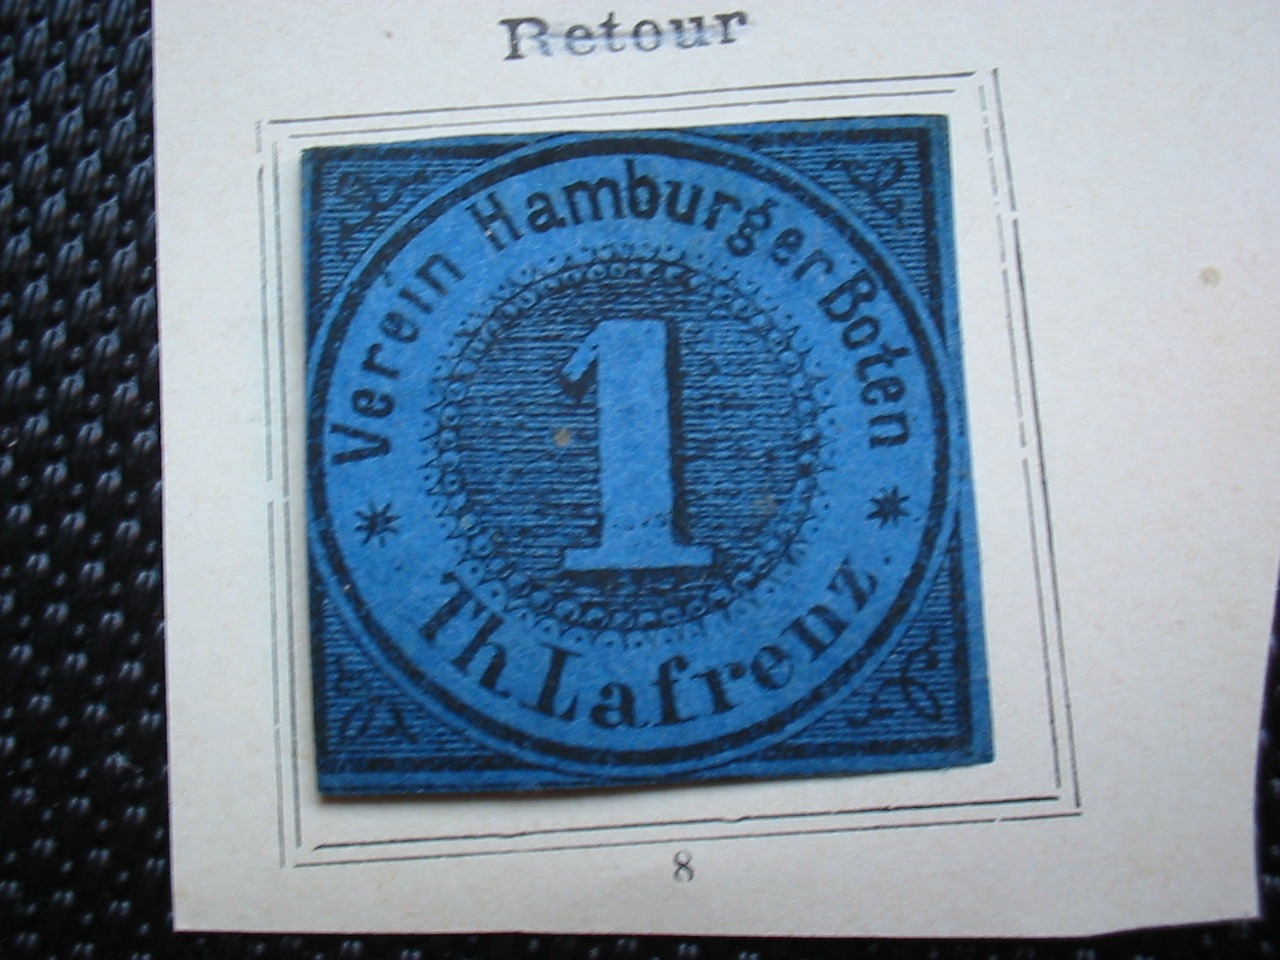 Retour
Verein Hamburger Boten
1
* Th Lafrenz *
8